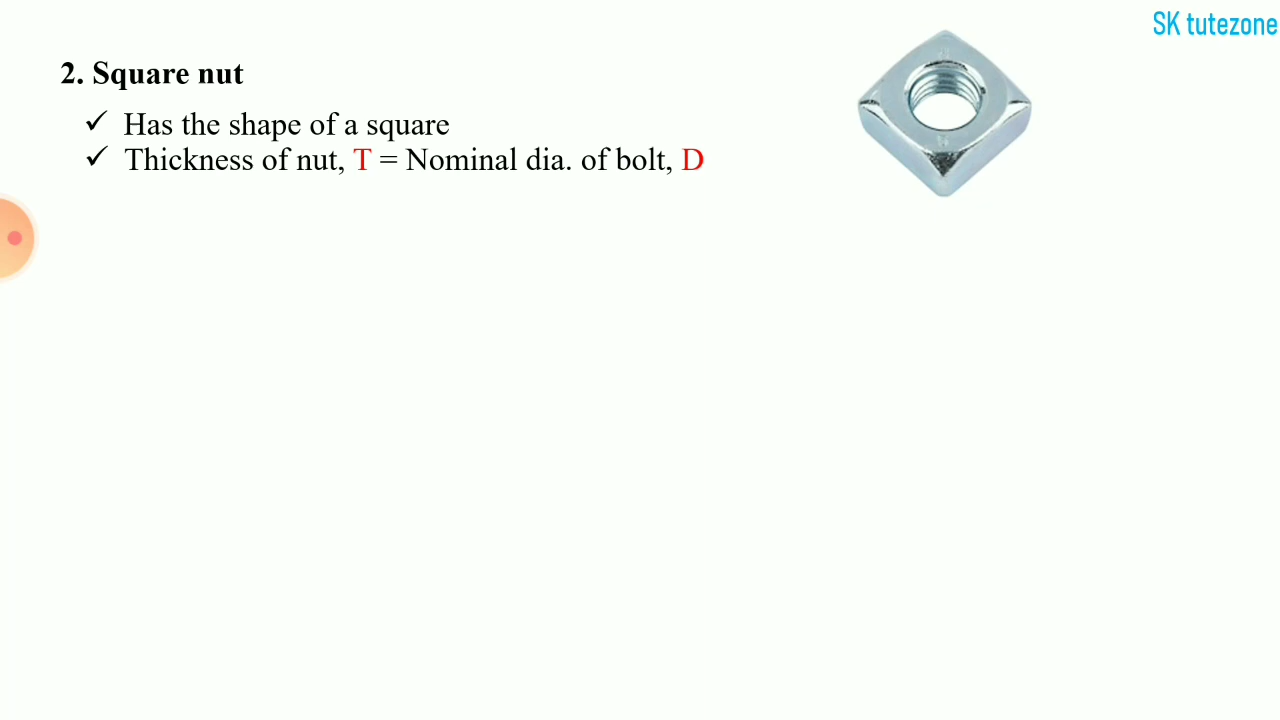 SK tutezone
2. Square nut
✓ Has the shape of a square
✓ Thickness of nut, T = Nominal dia. of bolt, D